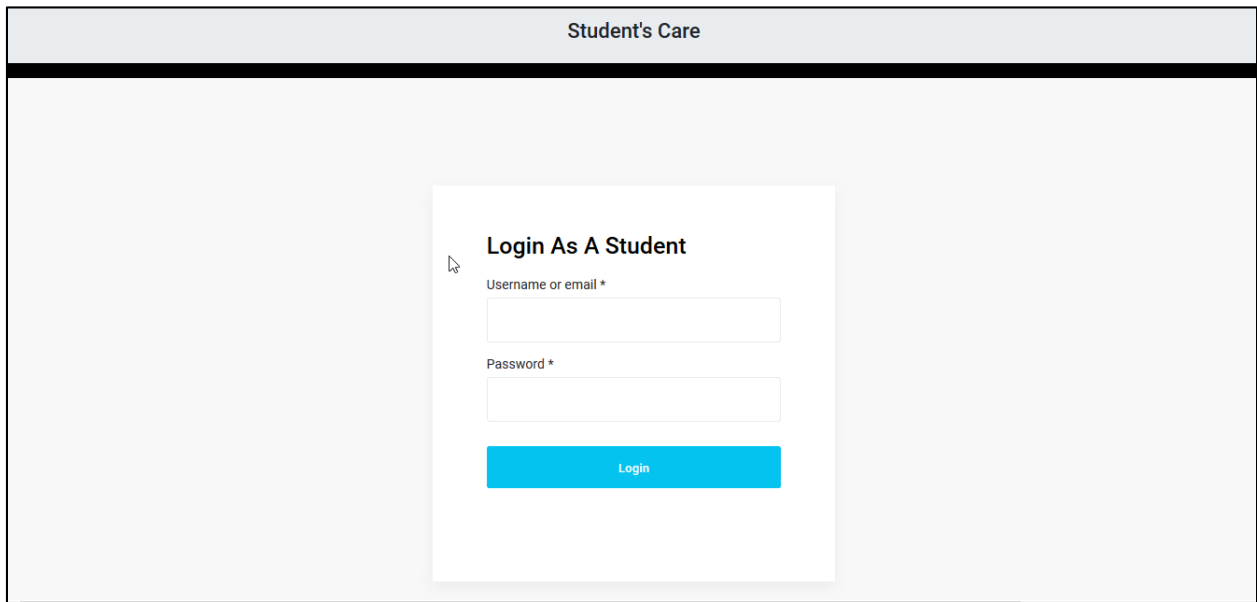 Student's Care
Login As A Student
Username or email *
Password *
Login